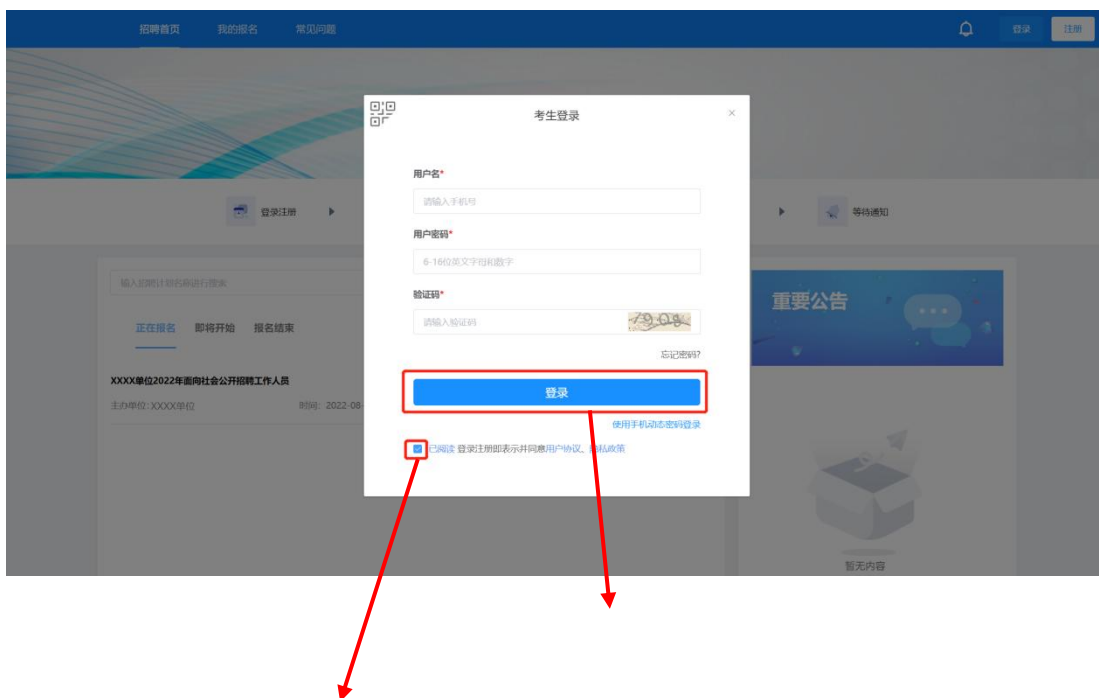 招聘首页 我的报名 常见问题 登录 注册
考生登录
用户名*
请输入手机号
登录注册 等待通知
用户密码*
6-16位英文字母和数字
输入招聘计划名称进行搜索
验证码*
请输入验证码
重要公告
正在报名 即将开始 报名结束
忘记密码?
XXXX单位2022年面向社会公开招聘工作人员
登录
主办单位:XXXX单位 时间: 2022-08-
使用手机动态密码登录
已阅读 登录注册即表示并同意用户协议、隐私政策
暂无内容